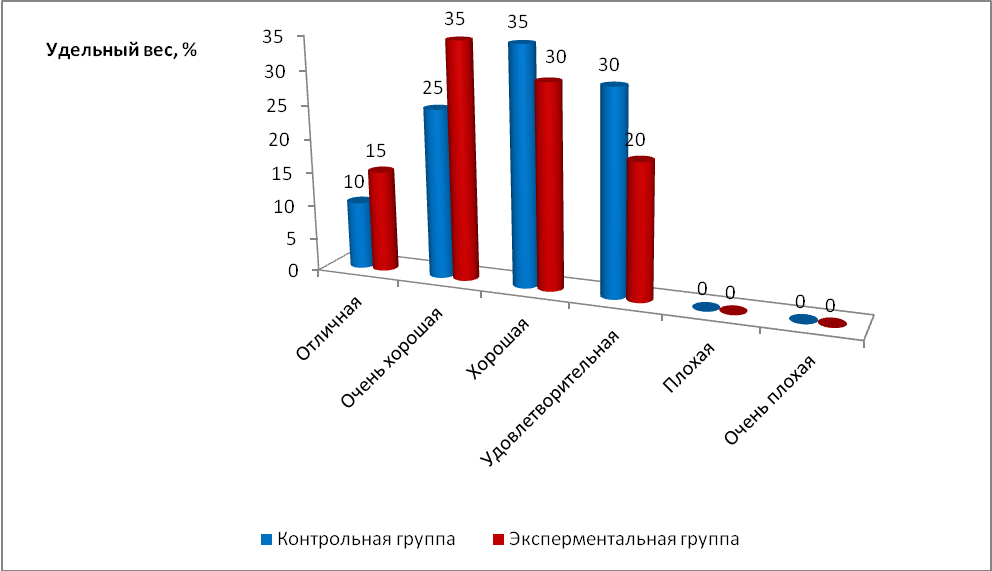 Удельный вес, %
35
30
25
20
15
10
5
0
10
15
25
35
35
30
30
20
0
0
0
0
Отличная
Очень хорошая
Хорошая
Удовлетворительная
Плохая
Очень плохая
Контрольная группа
Эксперментальная группа